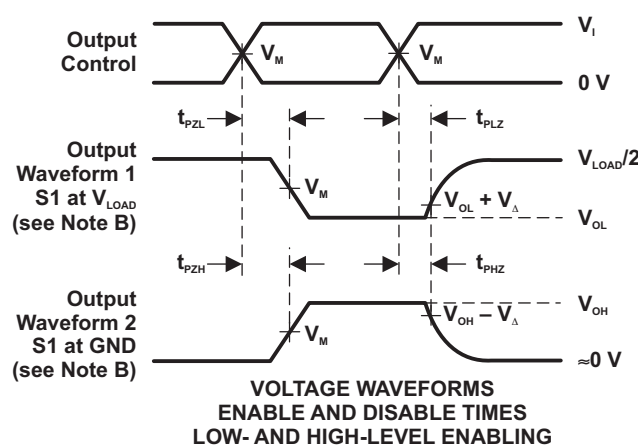 Output
Control
V_M
V_M
V_I
0 V
t_PZL
t_PLZ
Output
Waveform 1
S1 at V_LOAD
(see Note B)
V_M
V_LOAD/2
V_OL + V_Δ
V_OL
t_PZH
t_PHZ
Output
Waveform 2
S1 at GND
(see Note B)
V_M
V_OH
V_OH – V_Δ
≈0 V
VOLTAGE WAVEFORMS
ENABLE AND DISABLE TIMES
LOW- AND HIGH-LEVEL ENABLING